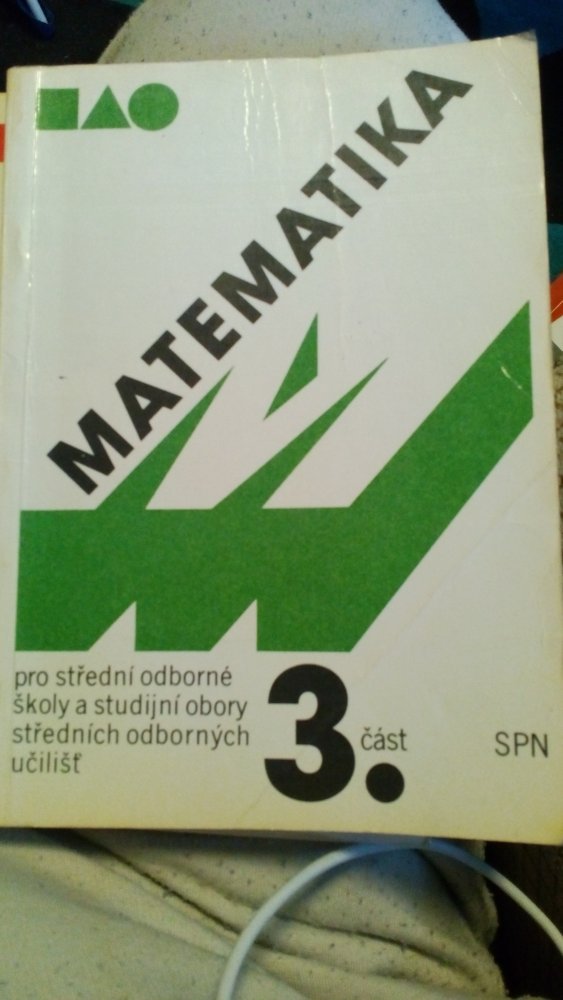 MATEMATIKA
pro střední odborné
školy a studijní obory
středních odborných
učilišť
3.
část
SPN